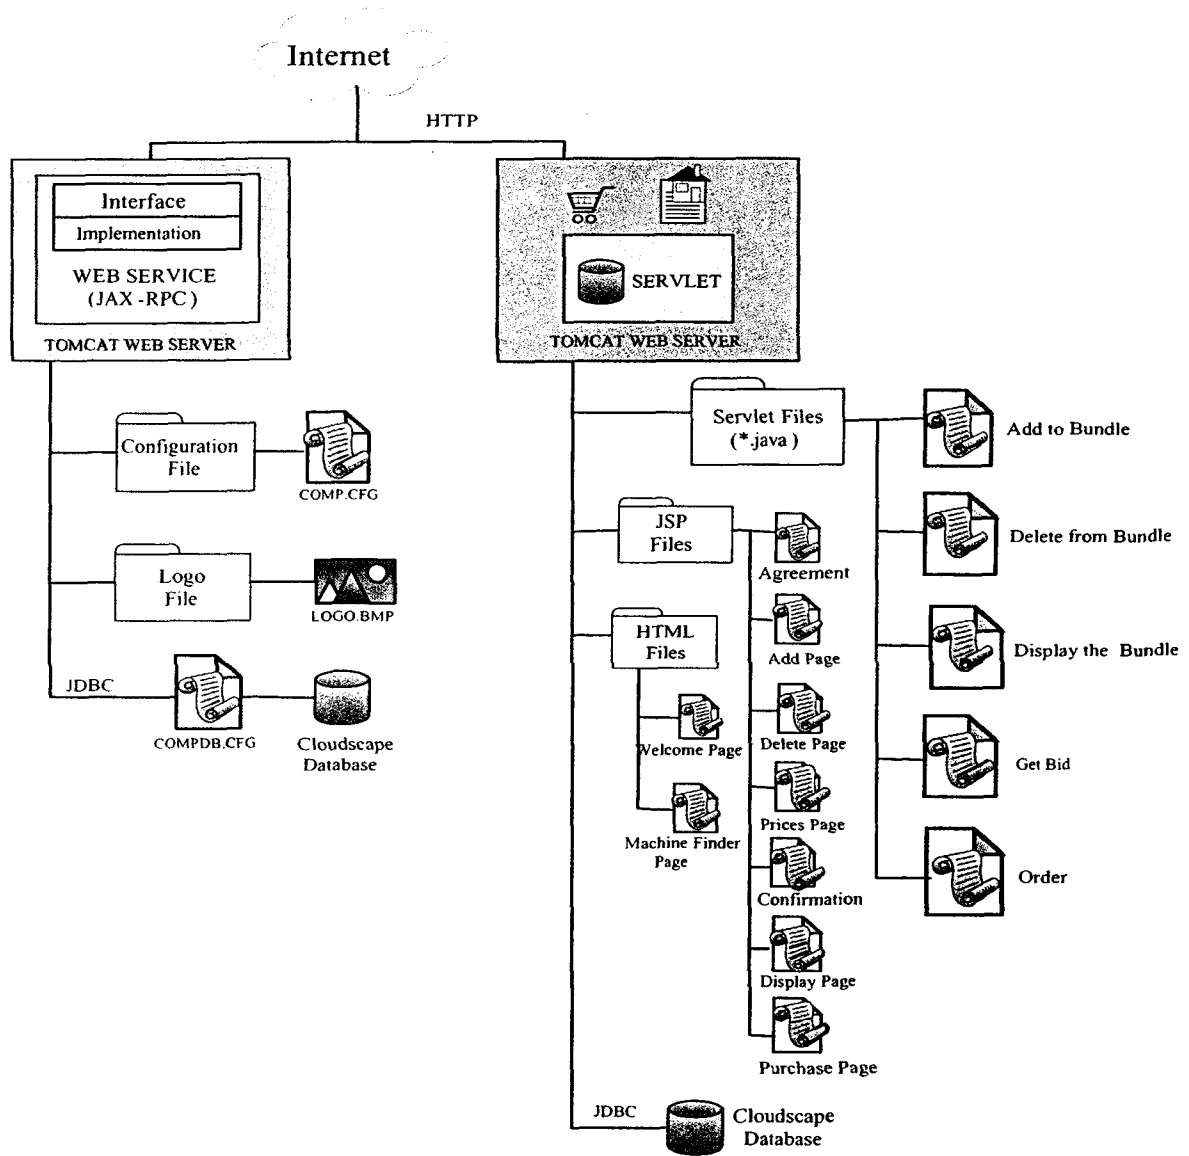 Internet
HTTP
Interface
Implementation
WEB SERVICE
(JAX -RPC )
TOMCAT WEB SERVER
SERVLET
TOMCAT WEB SERVER
Configuration
File
COMP.CFG
Logo
File
LOGO.BMP
JDBC
COMPDB.CFG
Cloudscape
Database
Servlet Files
(*.java )
Add to Bundle
Delete from Bundle
Display the Bundle
Get Bid
Order
JSP
Files
Agreement
Add Page
Delete Page
Prices Page
Confirmation
Display Page
Purchase Page
HTML
Files
Welcome Page
Machine Finder
Page
JDBC
Cloudscape
Database